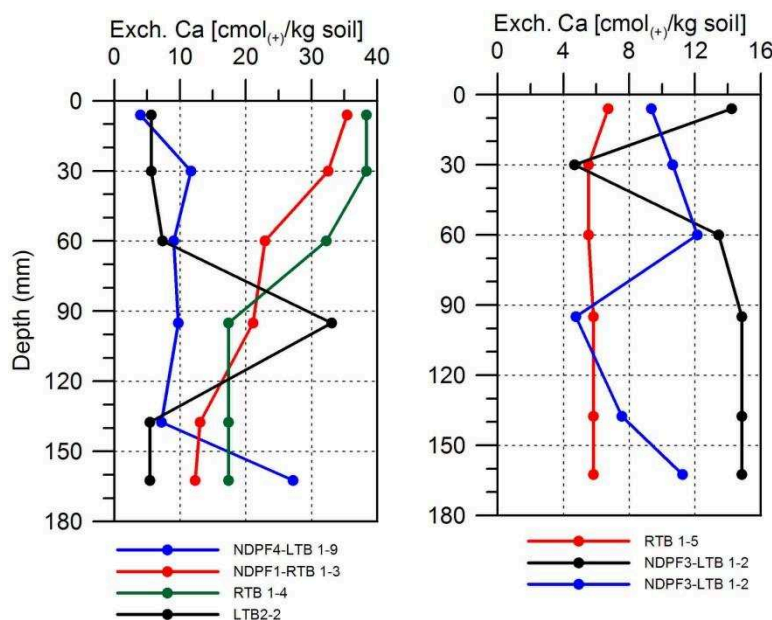 Exch. Ca [cmol(+)/kg soil]
0 10 20 30 40
Depth (mm)
0
30
60
90
120
150
180
NDPF4-LTB 1-9
NDPF1-RTB 1-3
RTB 1-4
LTB2-2
Exch. Ca [cmol(+)/kg soil]
0 4 8 12 16
0
30
60
90
120
150
180
RTB 1-5
NDPF3-LTB 1-2
NDPF3-LTB 1-2